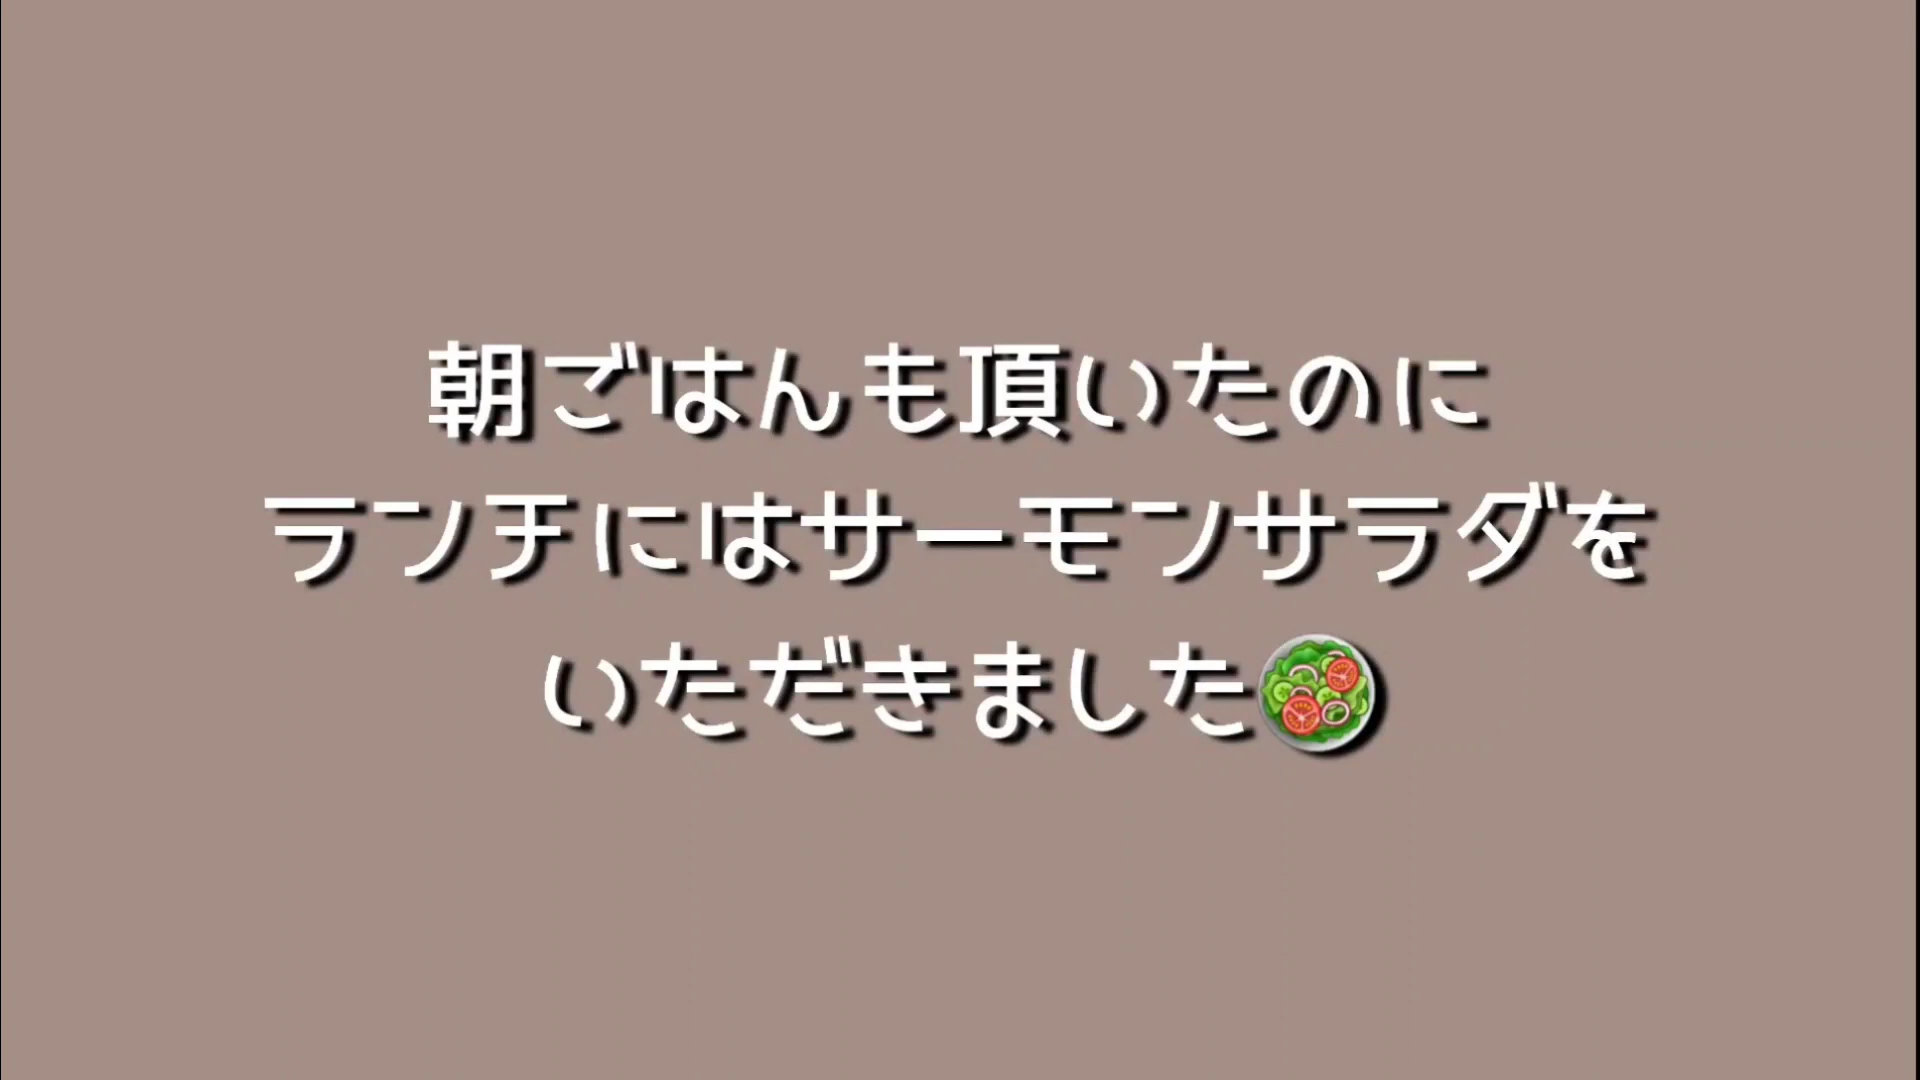 朝ごはんも頂いたのに
ランチにはサーモンサラダを
いただきました🥗